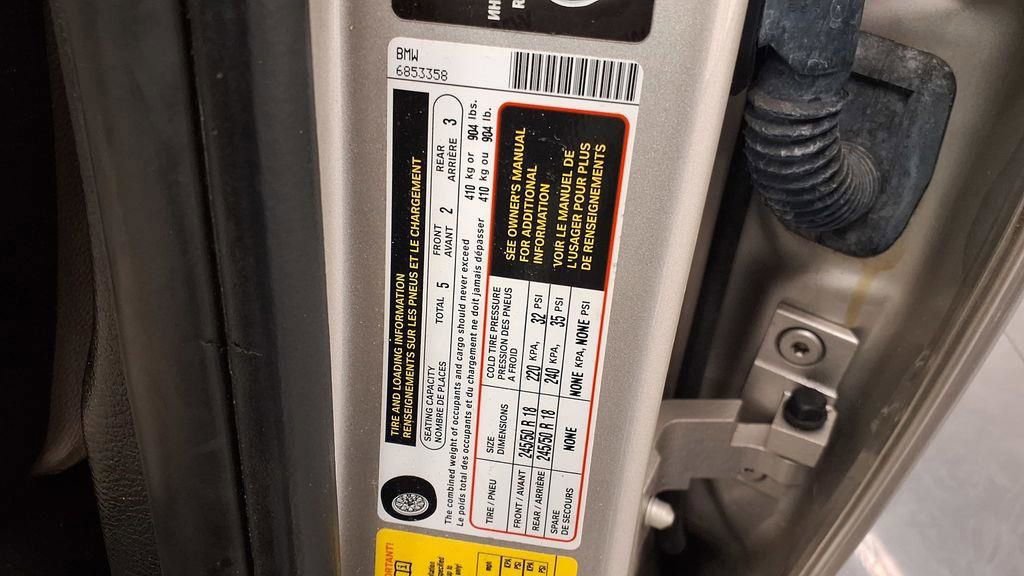 BMW
6853358
TIRE AND LOADING INFORMATION
RENSEIGNEMENTS SUR LES PNEUS ET LE CHARGEMENT
SEATING CAPACITY TOTAL 5 FRONT 2 REAR 3
NOMBRE DE PLACES AVANT ARRIÈRE
The combined weight of occupants and cargo should never exceed 410 kg or 904 lbs.
Le poids total des occupants et du chargement ne doit jamais dépasser 410 kg ou 904 lb.
TIRE / PNEU SIZE COLD TIRE PRESSURE
DIMENSIONS PRESSION DES PNEUS
A FROID
FRONT / AVANT 245/50 R 18 220 KPA, 32 PSI
REAR / ARRIÈRE 245/50 R 18 240 KPA, 35 PSI
SPARE NONE NONE KPA, NONE PSI
DE SECOURS
SEE OWNER'S MANUAL
FOR ADDITIONAL
INFORMATION
VOIR LE MANUEL DE
L'USAGER POUR PLUS
DE RENSEIGNEMENTS